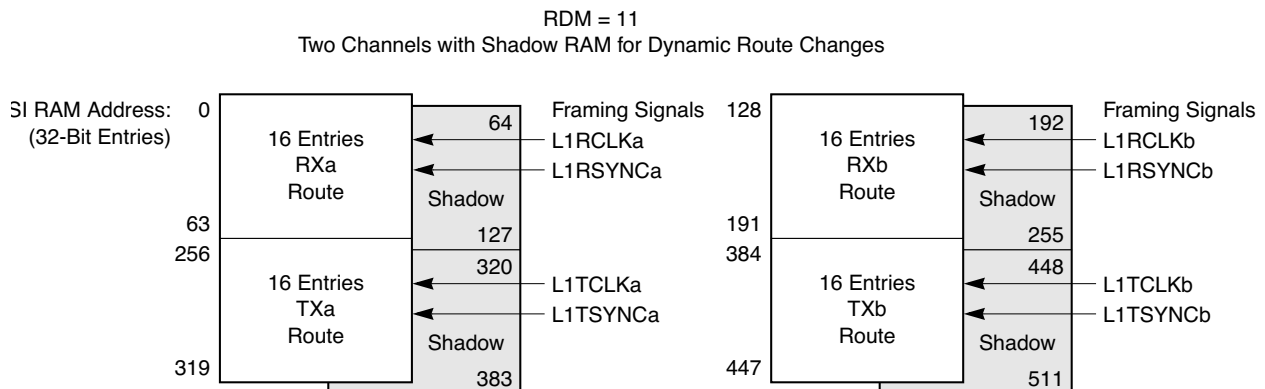 RDM = 11
Two Channels with Shadow RAM for Dynamic Route Changes
SI RAM Address:
(32-Bit Entries)
0
63
256
319
16 Entries
RXa
Route
16 Entries
TXa
Route
64
Shadow
127
320
Shadow
383
Framing Signals
L1RCLKa
L1RSYNCa
L1TCLKa
L1TSYNCa
128
191
384
447
16 Entries
RXb
Route
16 Entries
TXb
Route
192
Shadow
255
448
Shadow
511
Framing Signals
L1RCLKb
L1RSYNCb
L1TCLKb
L1TSYNCb